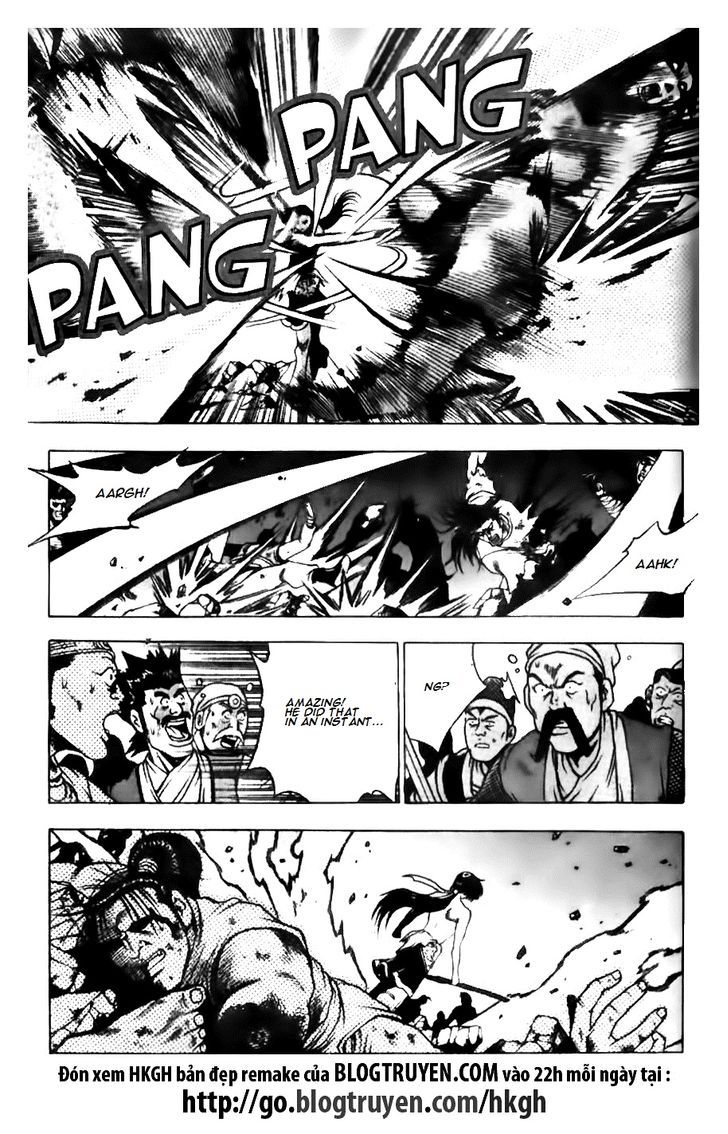 PANG
PANG
AARGH!
AAHK!
AMAZING!
HE DID THAT
IN AN INSTANT...
NG?
Đón xem HKGH bản đẹp remake của BLOGTRUYEN.COM vào 22h mỗi ngày tại :
http://go.blogtruyen.com/hkgh